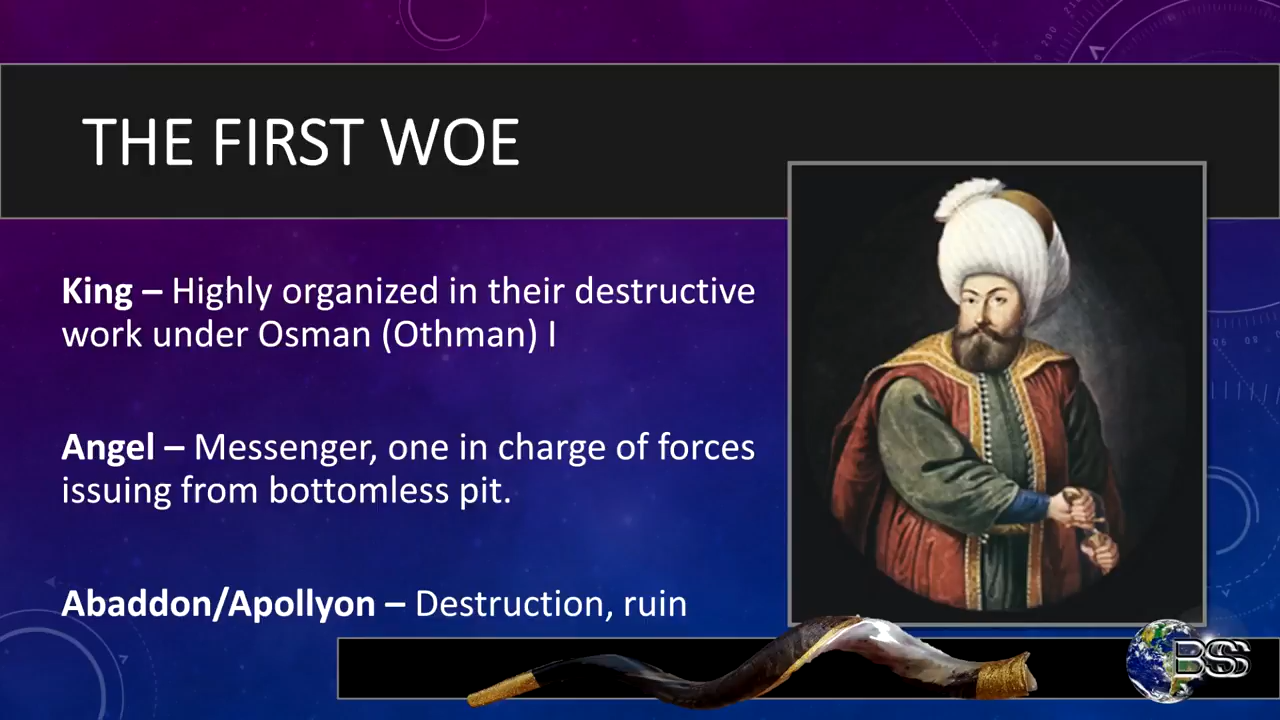 THE FIRST WOE
King – Highly organized in their destructive
work under Osman (Othman) I
Angel – Messenger, one in charge of forces
issuing from bottomless pit.
Abaddon/Apollyon – Destruction, ruin
BSS